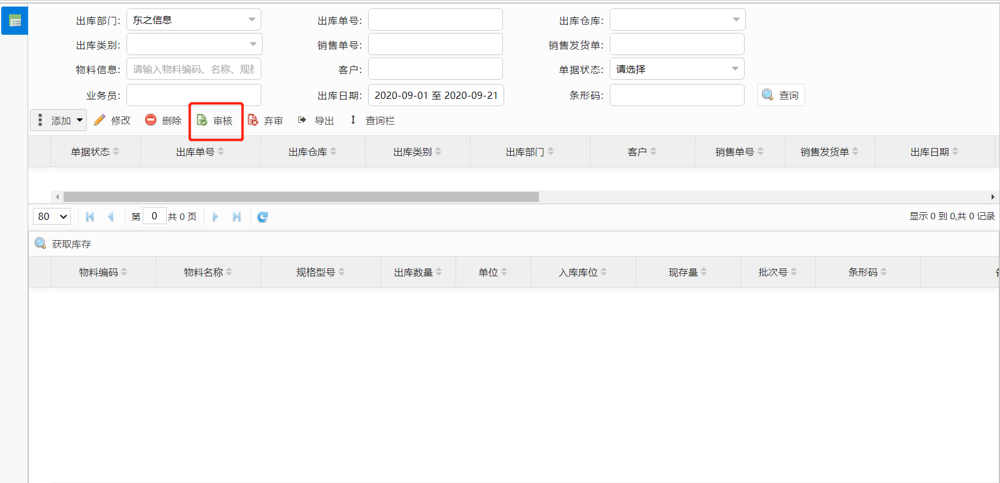 出库部门: 东之信息 出库单号: 出库仓库:
出库类别: 销售单号: 销售发货单:
物料信息: 请输入物料编码、名称、规格 客户: 单据状态: 请选择
业务员: 出库日期: 2020-09-01 至 2020-09-21 条形码: 查询
添加 修改 删除 审核 弃审 导出 查询栏
单据状态 出库单号 出库仓库 出库类别 出库部门 客户 销售单号 销售发货单 出库日期
80 第 0 共 0 页 显示 0 到 0,共 0 记录
获取库存
物料编码 物料名称 规格型号 出库数量 单位 入库库位 现存量 批次号 条形码